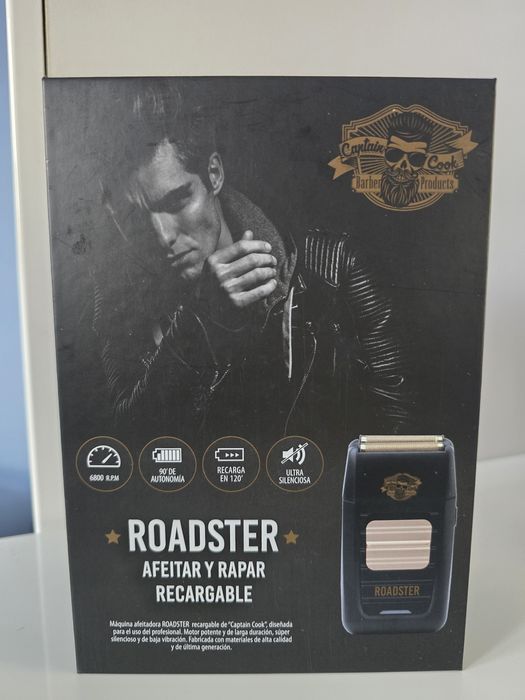 Captain Cook
Barber Products
6800 R.P.M
90' DE
AUTONOMÍA
RECARGA
EN 120'
ULTRA
SILENCIOSA
ROADSTER
AFEITAR Y RAPAR
RECARGABLE
Máquina afeitadora ROADSTER recargable de "Captain Cook", diseñada
para el uso del profesional. Motor potente y de larga duración, súper
silencioso y de baja vibración. Fabricada con materiales de alta calidad
y de última generación.
ROADSTER